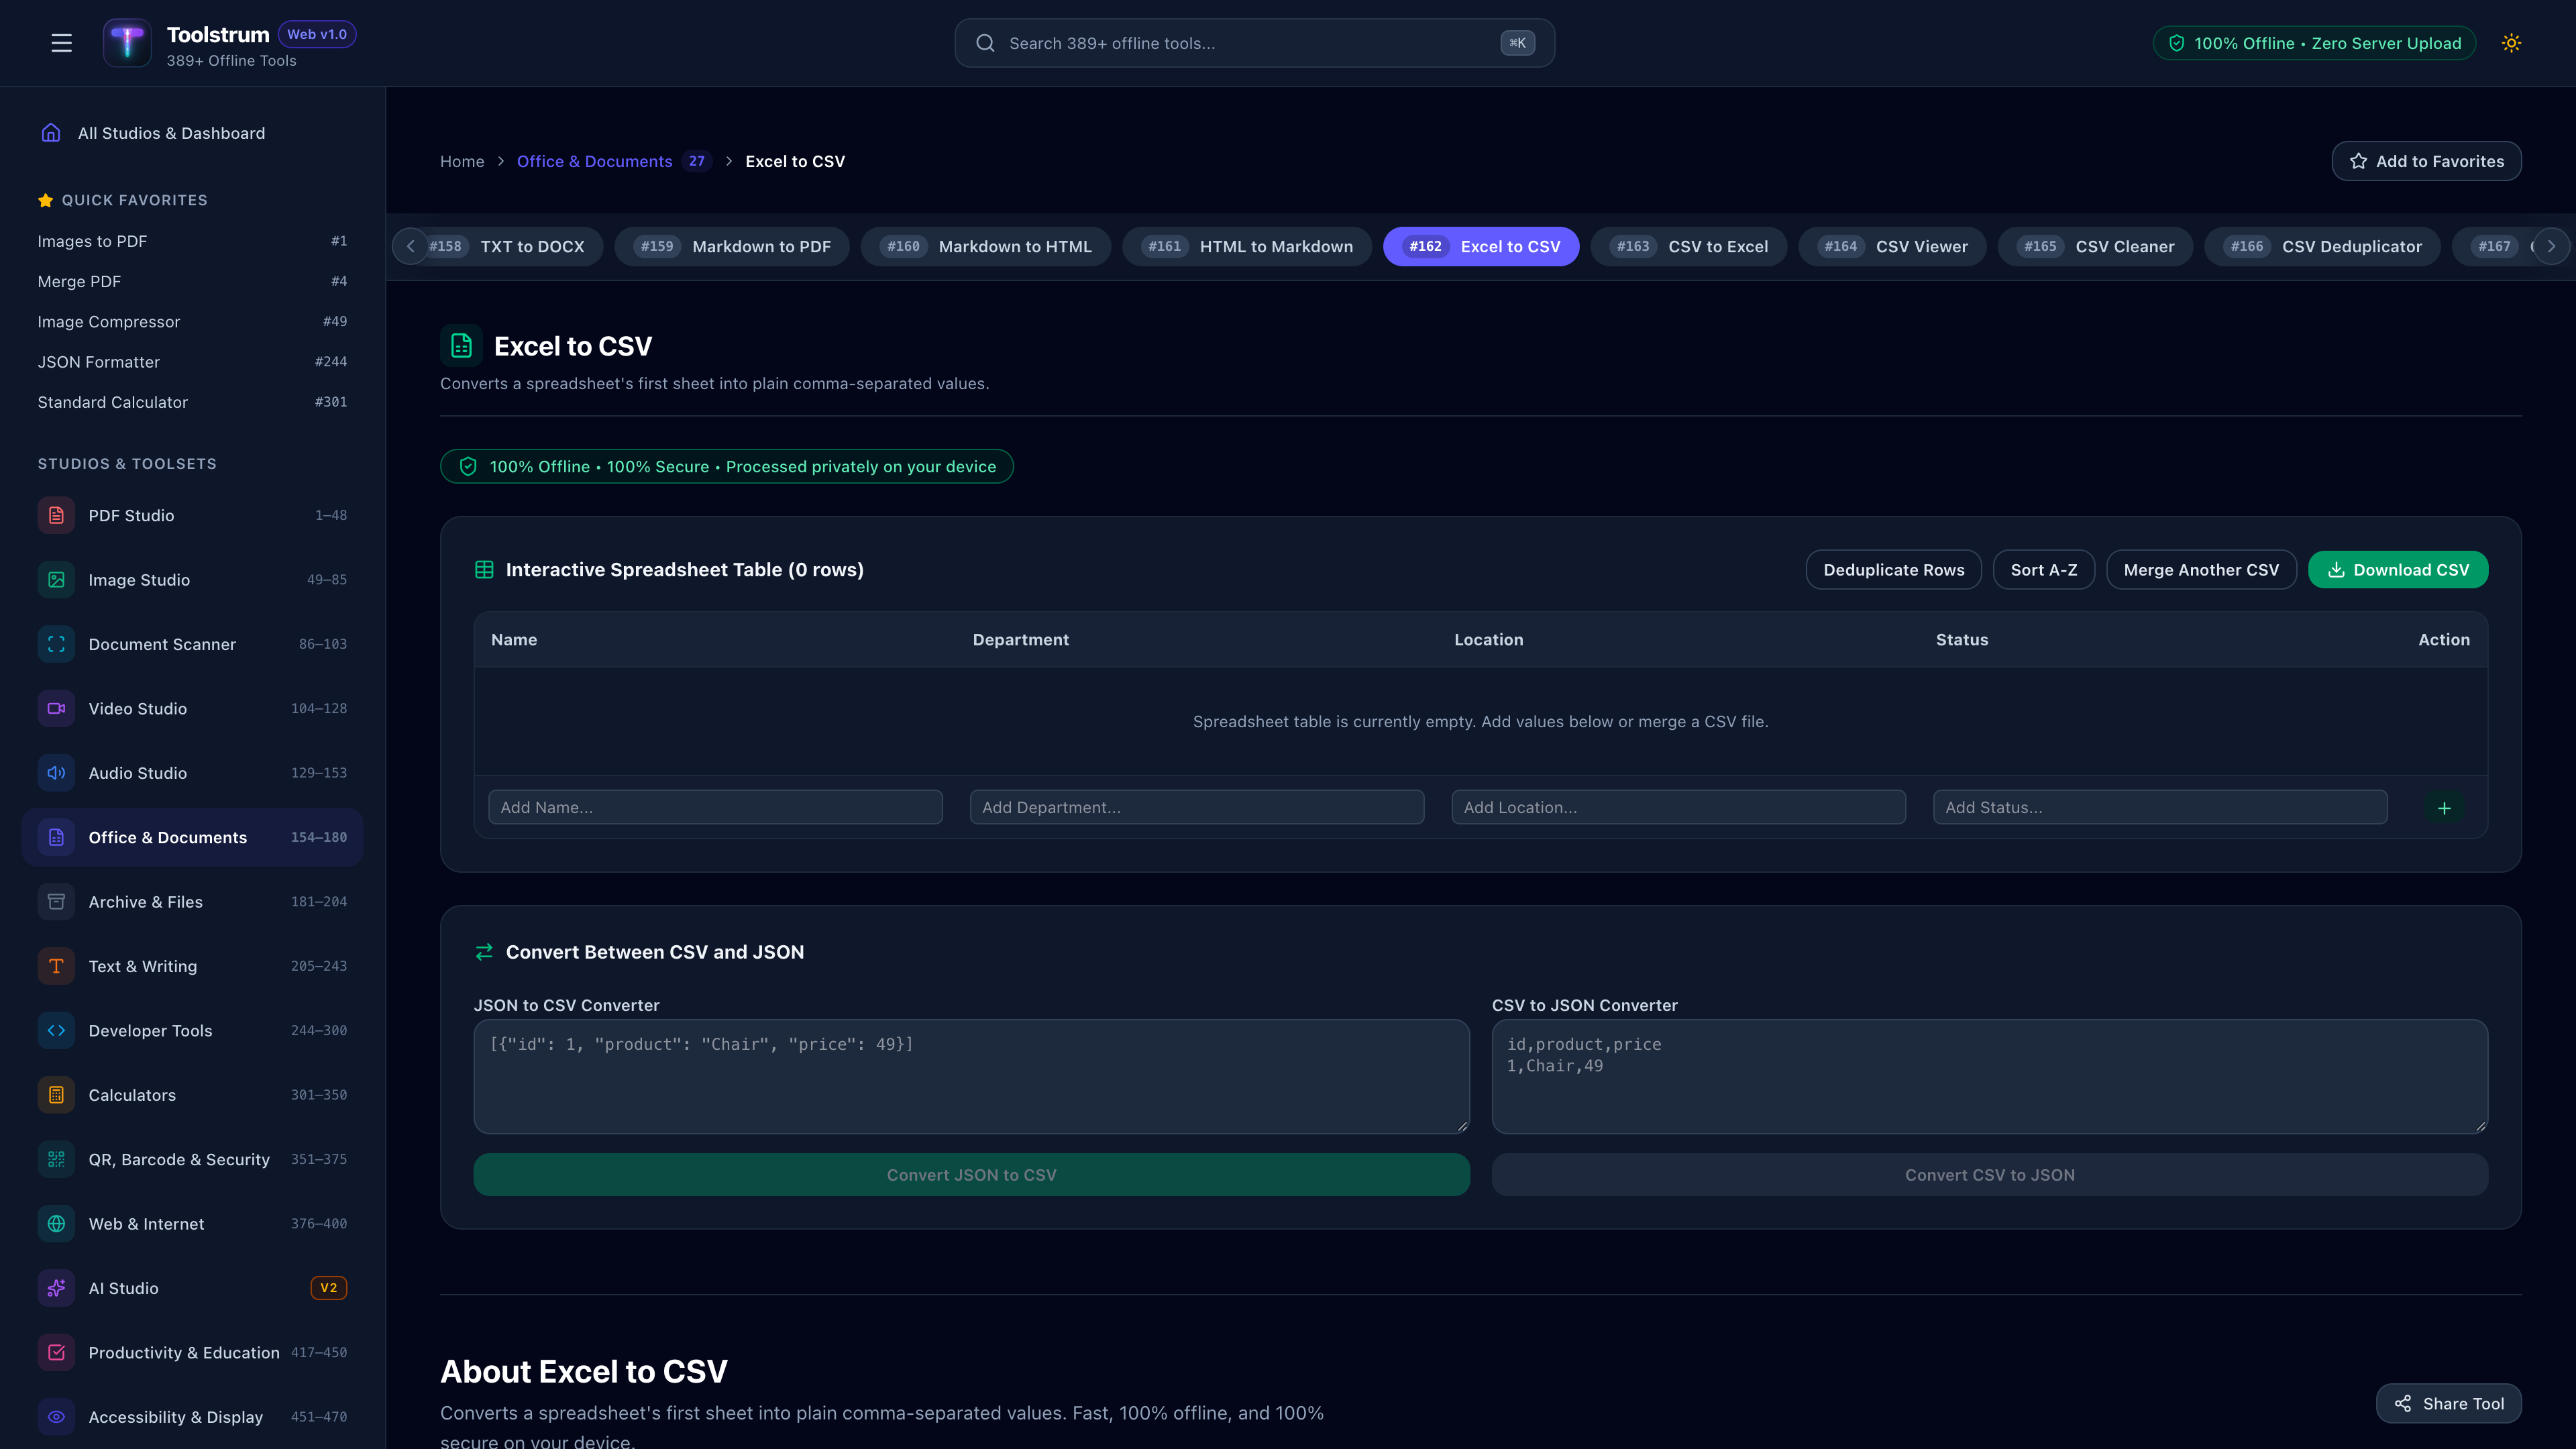 Toolstrum Web v1.0
389+ Offline Tools
Search 389+ offline tools... ⌘K
100% Offline • Zero Server Upload
All Studios & Dashboard
QUICK FAVORITES
Images to PDF #1
Merge PDF #4
Image Compressor #49
JSON Formatter #244
Standard Calculator #301
STUDIOS & TOOLSETS
PDF Studio 1–48
Image Studio 49–85
Document Scanner 86–103
Video Studio 104–128
Audio Studio 129–153
Office & Documents 154–180
Archive & Files 181–204
Text & Writing 205–243
Developer Tools 244–300
Calculators 301–350
QR, Barcode & Security 351–375
Web & Internet 376–400
AI Studio V2
Productivity & Education 417–450
Accessibility & Display 451–470
Home > Office & Documents 27 > Excel to CSV
Add to Favorites
#158 TXT to DOCX #159 Markdown to PDF #160 Markdown to HTML #161 HTML to Markdown #162 Excel to CSV #163 CSV to Excel #164 CSV Viewer #165 CSV Cleaner #166 CSV Deduplicator #167
Excel to CSV
Converts a spreadsheet's first sheet into plain comma-separated values.
100% Offline • 100% Secure • Processed privately on your device
Interactive Spreadsheet Table (0 rows)
Deduplicate Rows Sort A-Z Merge Another CSV Download CSV
Name Department Location Status Action
Spreadsheet table is currently empty. Add values below or merge a CSV file.
Add Name... Add Department... Add Location... Add Status... +
Convert Between CSV and JSON
JSON to CSV Converter
[{"id": 1, "product": "Chair", "price": 49}]
Convert JSON to CSV
CSV to JSON Converter
id,product,price
1,Chair,49
Convert CSV to JSON
About Excel to CSV
Converts a spreadsheet's first sheet into plain comma-separated values. Fast, 100% offline, and 100%
secure on your device.
Share Tool